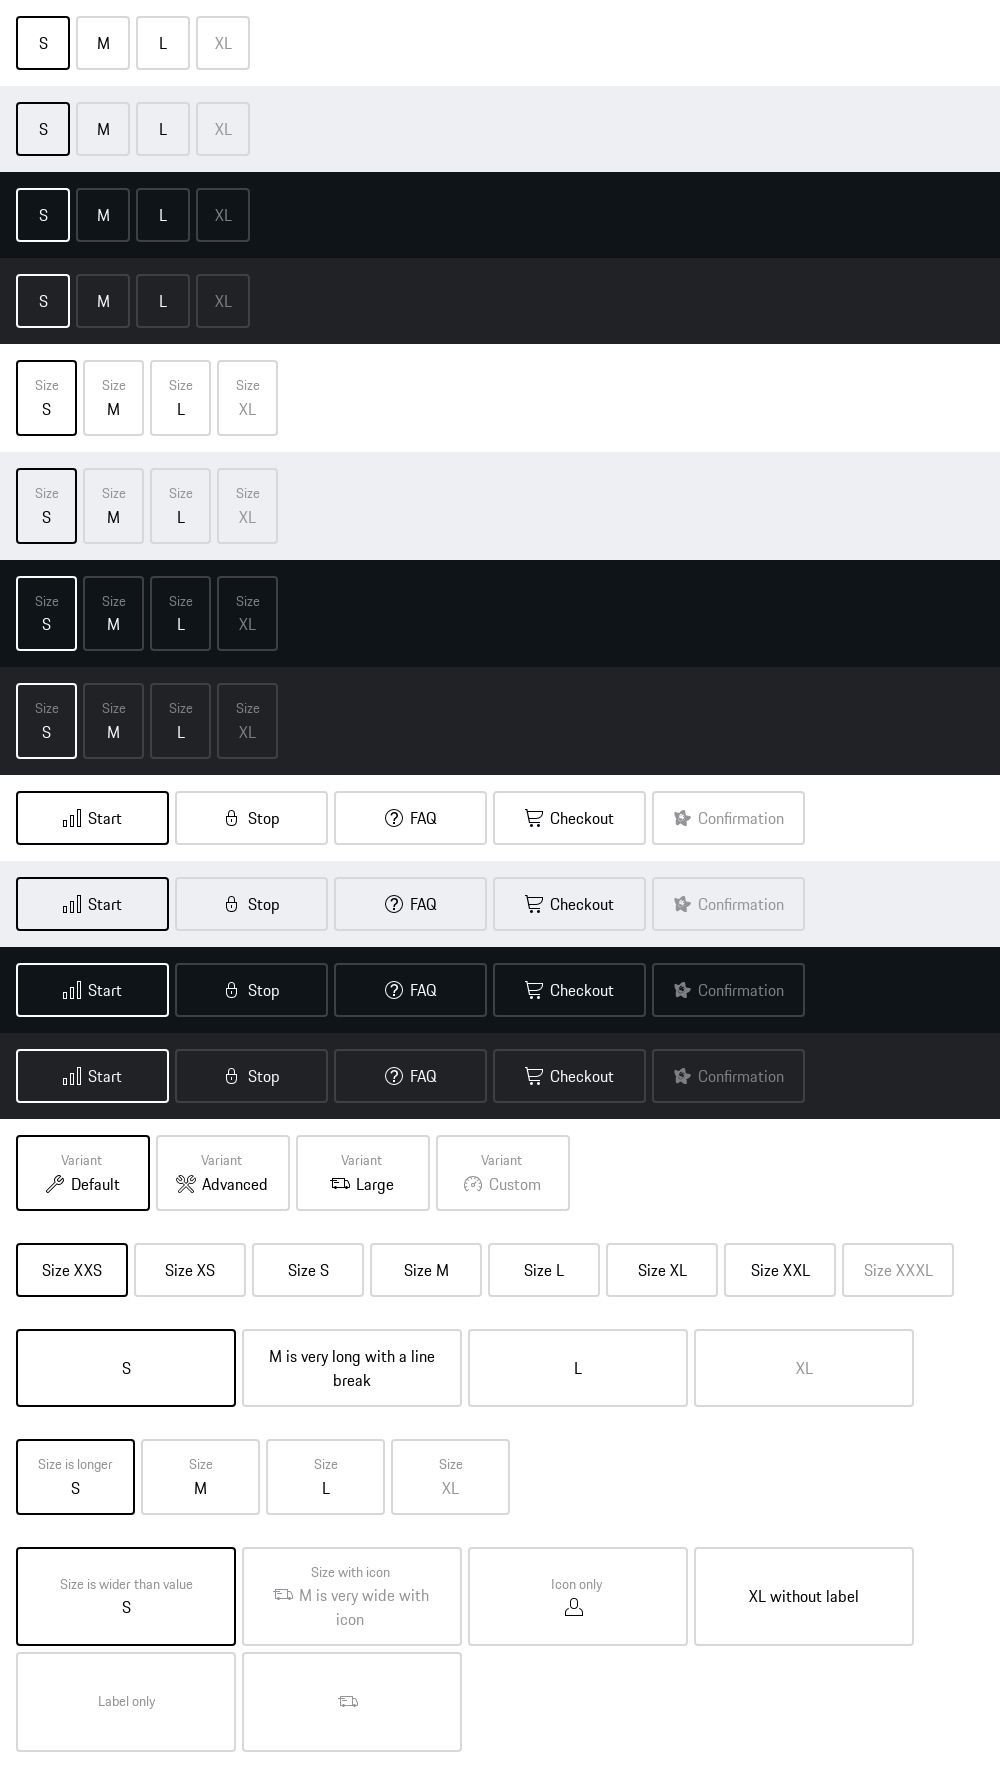 S M L XL
S M L XL
S M L XL
S M L XL
Size Size Size Size
S M L XL
Size Size Size Size
S M L XL
Size Size Size Size
S M L XL
Size Size Size Size
S M L XL
Start Stop FAQ Checkout Confirmation
Start Stop FAQ Checkout Confirmation
Start Stop FAQ Checkout Confirmation
Start Stop FAQ Checkout Confirmation
Variant Variant Variant Variant
Default Advanced Large Custom
Size XXS Size XS Size S Size M Size L Size XL Size XXL Size XXXL
S
M is very long with a line
break
L
XL
Size is longer Size Size Size
S M L XL
Size is wider than value
S
Size with icon
M is very wide with
icon
Icon only
XL without label
Label only